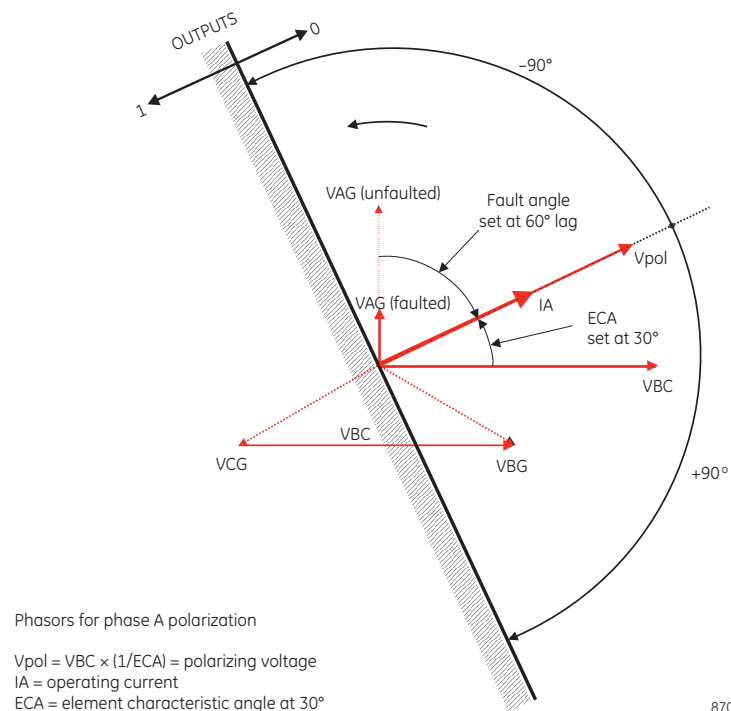 OUTPUTS
0
1
–90°
VAG (unfaulted)
Fault angle
set at 60° lag
Vpol
VAG (faulted)
IA
ECA
set at 30°
VBC
VBC
VCG
VBG
+90°
Phasors for phase A polarization
Vpol = VBC × (1/ECA) = polarizing voltage
IA = operating current
ECA = element characteristic angle at 30°
870